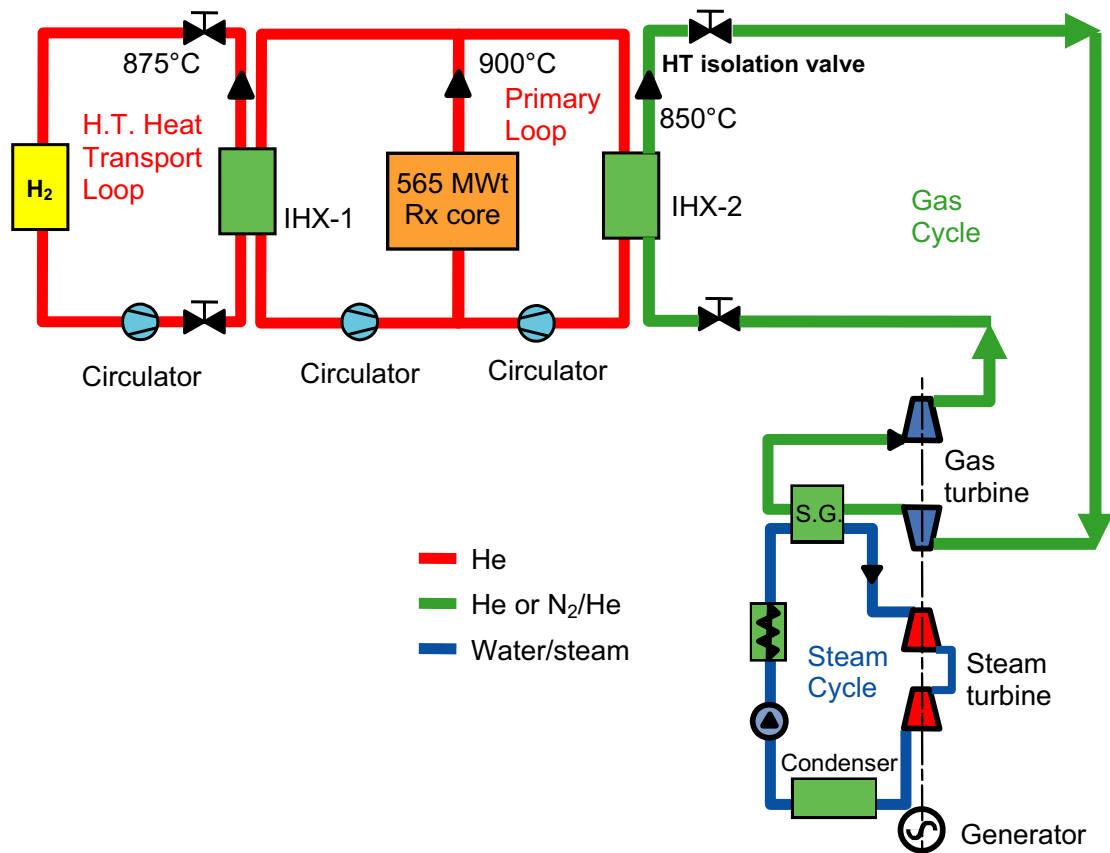 875°C
900°C
HT isolation valve
850°C
H.T. Heat
Transport
Loop
Primary
Loop
H₂
IHX-1
565 MWt
Rx core
IHX-2
Gas
Cycle
Circulator
Circulator
Circulator
Gas
turbine
S.G.
He
He or N₂/He
Water/steam
Steam
Cycle
Steam
turbine
Condenser
Generator